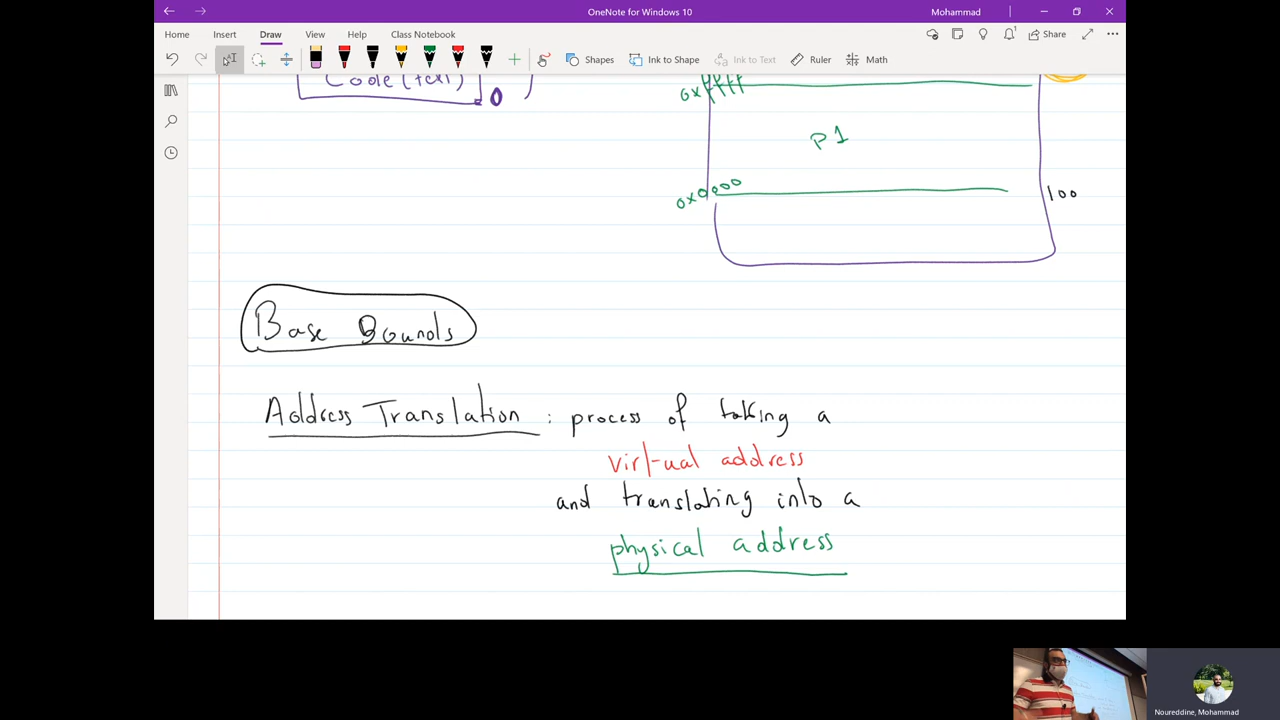 OneNote for Windows 10
Mohammad
Home Insert Draw View Help Class Notebook
Share
Shapes Ink to Shape Ink to Text Ruler Math
Code (text)
0
0xffff
P1
0x0000
100
Base Bounds
Address Translation : process of taking a
virtual address
and translating into a
physical address
Noureddine, Mohammad